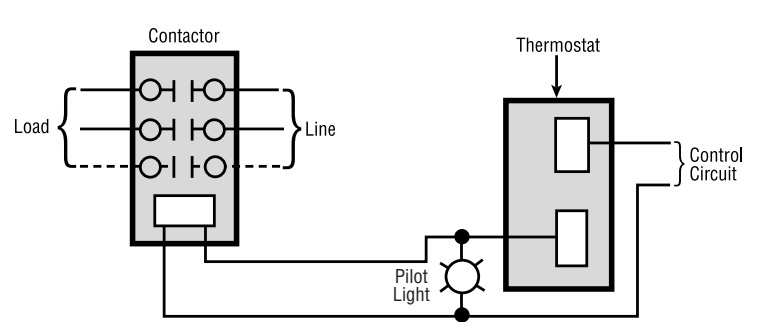 Contactor
Thermostat
Load
Line
Control
Circuit
Pilot
Light